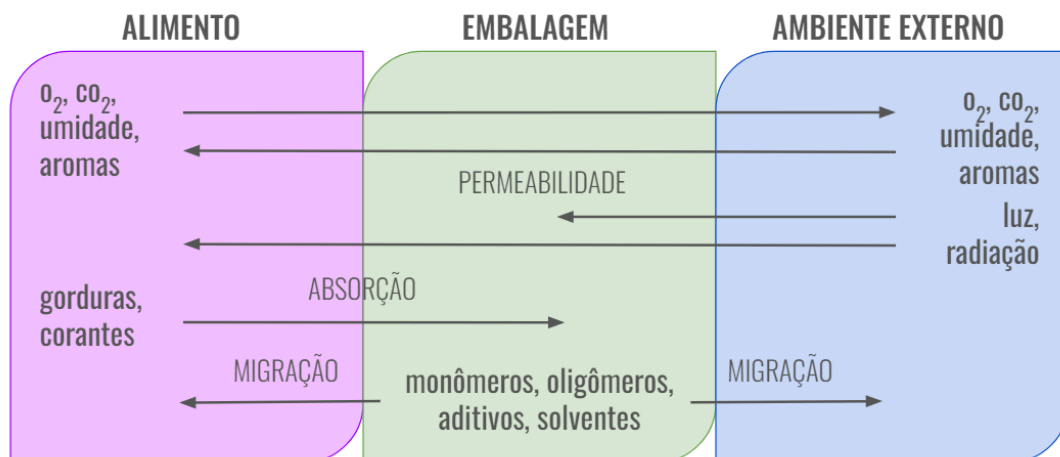 ALIMENTO
EMBALAGEM
AMBIENTE EXTERNO
O₂, CO₂,
umidade,
aromas
O₂, CO₂,
umidade,
aromas
PERMEABILIDADE
luz,
radiação
ABSORÇÃO
gorduras,
corantes
MIGRAÇÃO
monômeros, oligômeros,
aditivos, solventes
MIGRAÇÃO